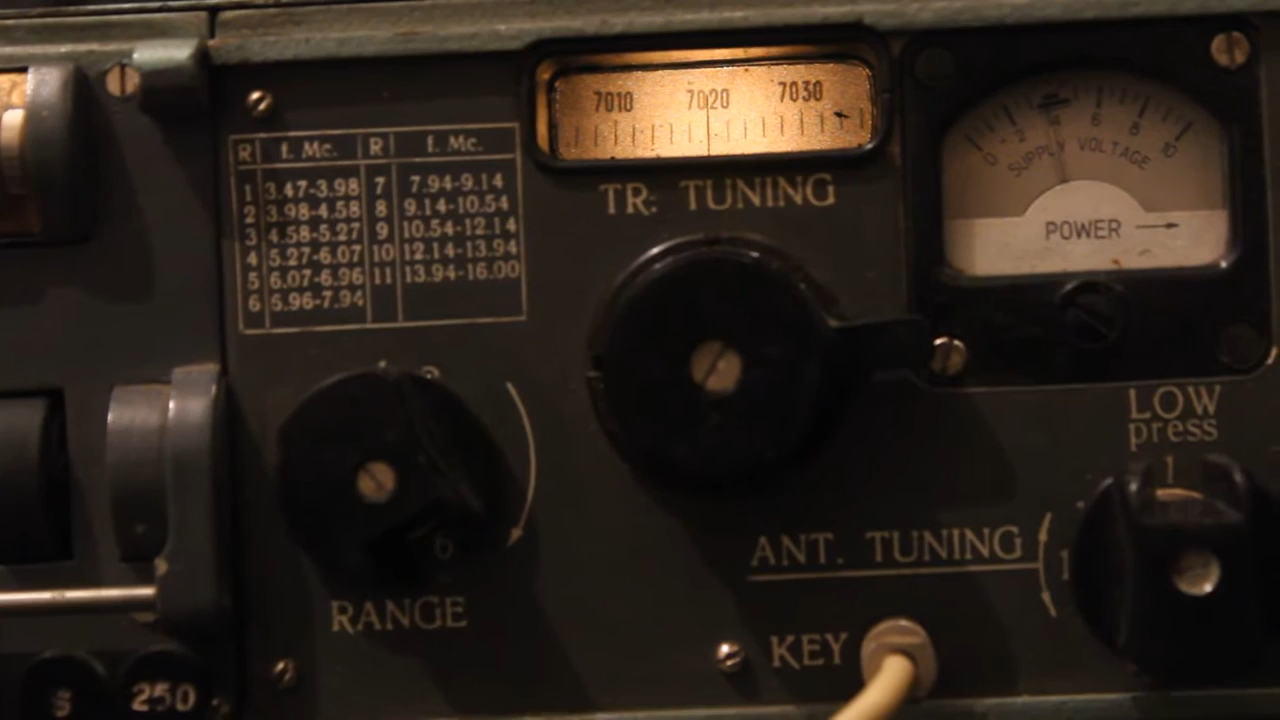 7010 7020 7030
TR: TUNING
R f. Mc. R f. Mc.
1 3.47-3.98 7 7.94-9.14
2 3.98-4.58 8 9.14-10.54
3 4.58-5.27 9 10.54-12.14
4 5.27-6.07 10 12.14-13.94
5 6.07-6.96 11 13.94-16.00
6 6.96-7.94
0 2 4 6 8 10
SUPPLY VOLTAGE
POWER
LOW
press
1
ANT. TUNING 1
6
RANGE
KEY
S 250